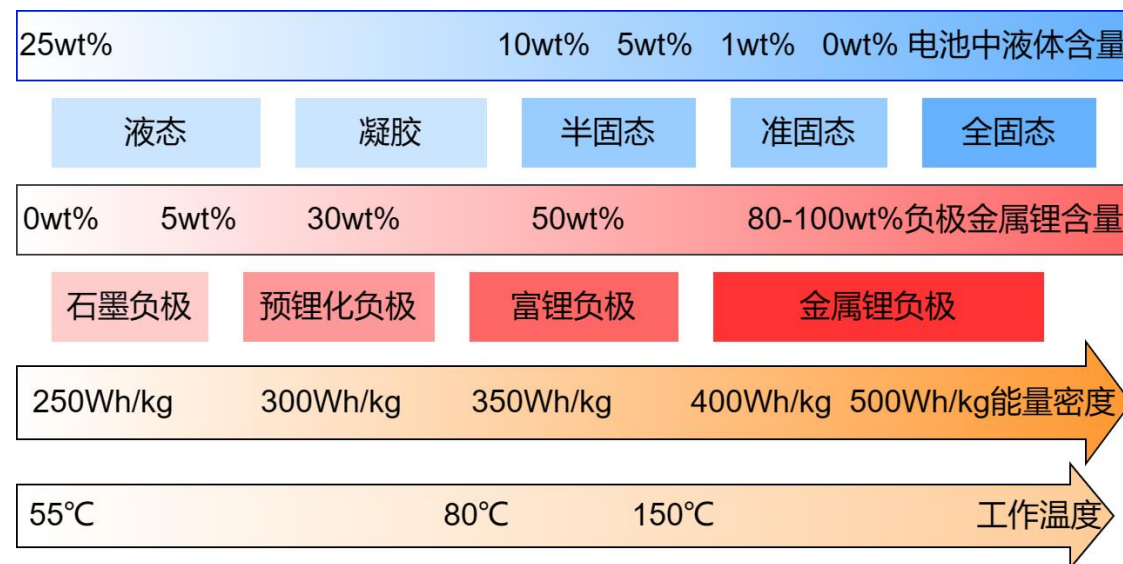 25wt% 10wt% 5wt% 1wt% 0wt% 电池中液体含量
液态 凝胶 半固态 准固态 全固态
0wt% 5wt% 30wt% 50wt% 80-100wt%负极金属锂含量
石墨负极 预锂化负极 富锂负极 金属锂负极
250Wh/kg 300Wh/kg 350Wh/kg 400Wh/kg 500Wh/kg能量密度
55℃ 80℃ 150℃ 工作温度